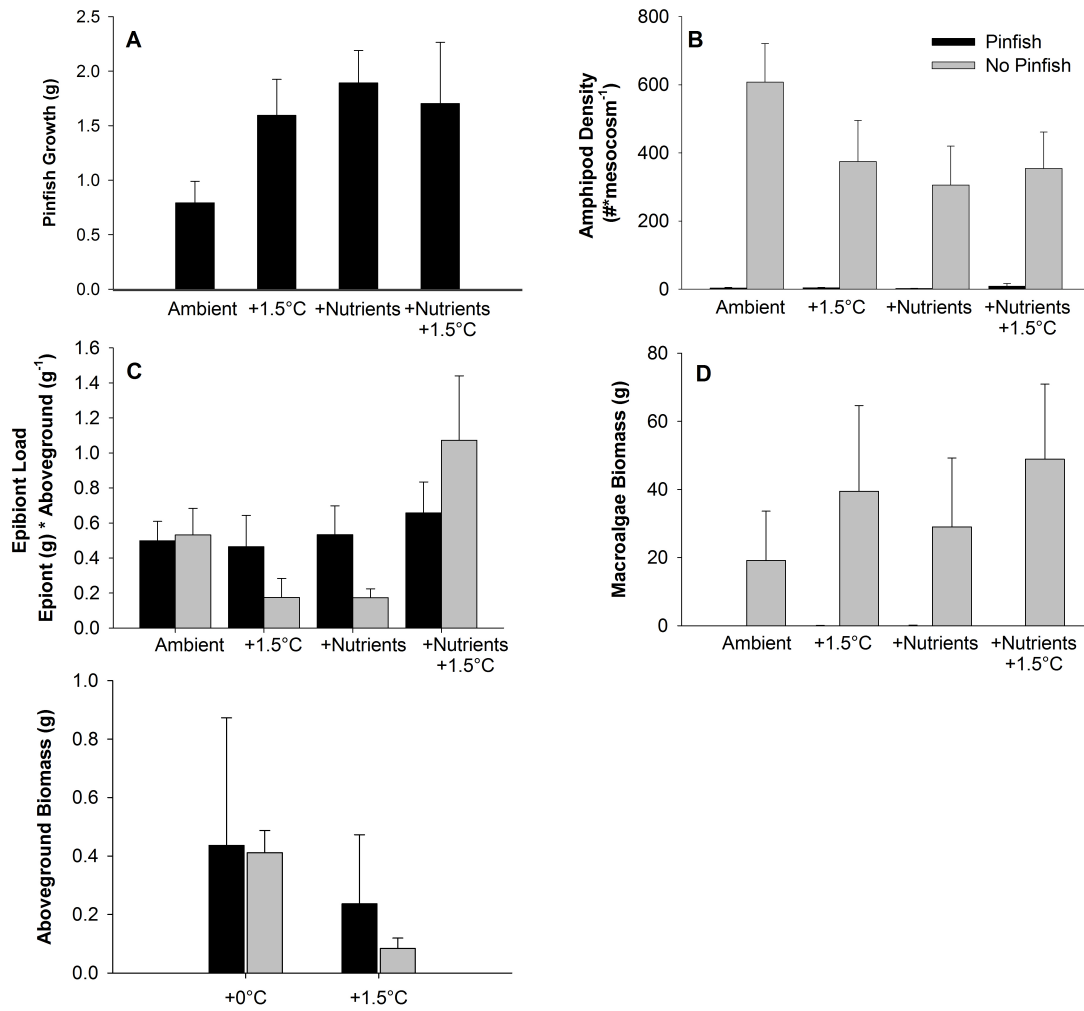 A
Pinfish Growth (g)
2.5
2.0
1.5
1.0
0.5
0.0
Ambient +1.5°C +Nutrients +Nutrients
+1.5°C
B
Pinfish
No Pinfish
Amphipod Density
(#*mesocosm-1)
800
600
400
200
0
Ambient +1.5°C +Nutrients +Nutrients
+1.5°C
C
Epibiont Load
Epiont (g) * Aboveground (g-1)
1.6
1.4
1.2
1.0
0.8
0.6
0.4
0.2
0.0
Ambient +1.5°C +Nutrients +Nutrients
+1.5°C
D
Macroalgae Biomass (g)
80
60
40
20
0
Ambient +1.5°C +Nutrients +Nutrients
+1.5°C
Aboveground Biomass (g)
1.0
0.8
0.6
0.4
0.2
0.0
+0°C +1.5°C